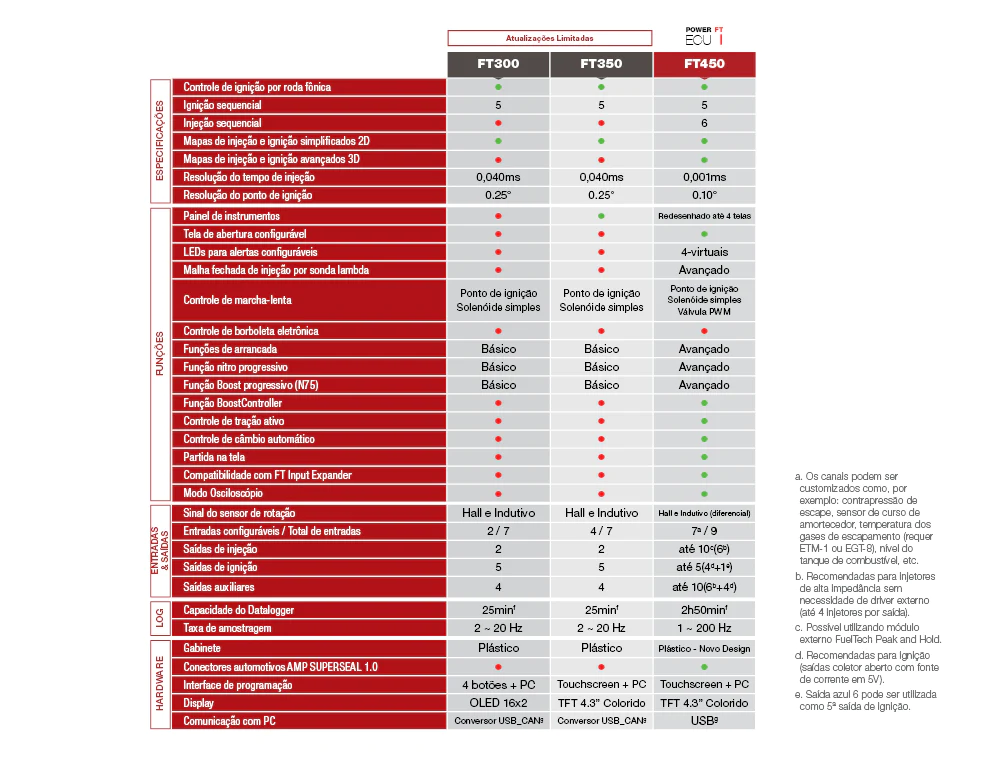 Atualizações Limitadas
POWER FT
ECU
FT300 FT350 FT450
ESPECIFICAÇÕES
Controle de ignição por roda fônica
Ignição sequencial 5 5 5
Injeção sequencial 6
Mapas de injeção e ignição simplificados 2D
Mapas de injeção e ignição avançados 3D
Resolução do tempo de injeção 0,040ms 0,040ms 0,001ms
Resolução do ponto de ignição 0.25° 0.25° 0.10°
FUNÇÕES
Painel de instrumentos Redesenhado até 4 telas
Tela de abertura configurável
LEDs para alertas configuráveis 4-virtuais
Malha fechada de injeção por sonda lambda Avançado
Controle de marcha-lenta
Ponto de ignição
Solenóide simples
Ponto de ignição
Solenóide simples
Ponto de ignição
Solenóide simples
Válvula PWM
Controle de borboleta eletrônica
Funções de arrancada Básico Básico Avançado
Função nitro progressivo Básico Básico Avançado
Função Boost progressivo (N75) Básico Básico Avançado
Função BoostController
Controle de tração ativo
Controle de câmbio automático
Partida na tela
Compatibilidade com FT Input Expander
Modo Osciloscópio
ENTRADAS
& SAÍDAS
Sinal do sensor de rotação Hall e Indutivo Hall e Indutivo Hall e Indutivo (diferencial)
Entradas configuráveis / Total de entradas 2 / 7 4 / 7 7ª / 9
Saídas de injeção 2 2 até 10ᶜ(6ᵇ)
Saídas de ignição 5 5 até 5(4ᵈ+1ᵉ)
Saídas auxiliares 4 4 até 10(6ᵇ+4ᵈ)
LOG
Capacidade do Datalogger 25minᶠ 25minᶠ 2h50minᶠ
Taxa de amostragem 2 ~ 20 Hz 2 ~ 20 Hz 1 ~ 200 Hz
HARDWARE
Gabinete Plástico Plástico Plástico - Novo Design
Conectores automotivos AMP SUPERSEAL 1.0
Interface de programação 4 botões + PC Touchscreen + PC Touchscreen + PC
Display OLED 16x2 TFT 4.3" Colorido TFT 4.3" Colorido
Comunicação com PC Conversor USB_CANᵍ Conversor USB_CANᵍ USBᵍ
a. Os canais podem ser
customizados como, por
exemplo: contrapressão de
escape, sensor de curso de
amortecedor, temperatura dos
gases de escapamento (requer
ETM-1 ou EGT-8), nível do
tanque de combustível, etc.
b. Recomendadas para Injetores
de alta impedância sem
necessidade de driver externo
(até 4 injetores por saída).
c. Possível utilizando módulo
externo FuelTech Peak and Hold.
d. Recomendadas para Ignição
(saídas coletor aberto com fonte
de corrente em 5V).
e. Saída azul 6 pode ser utilizada
como 5ª saída de ignição.